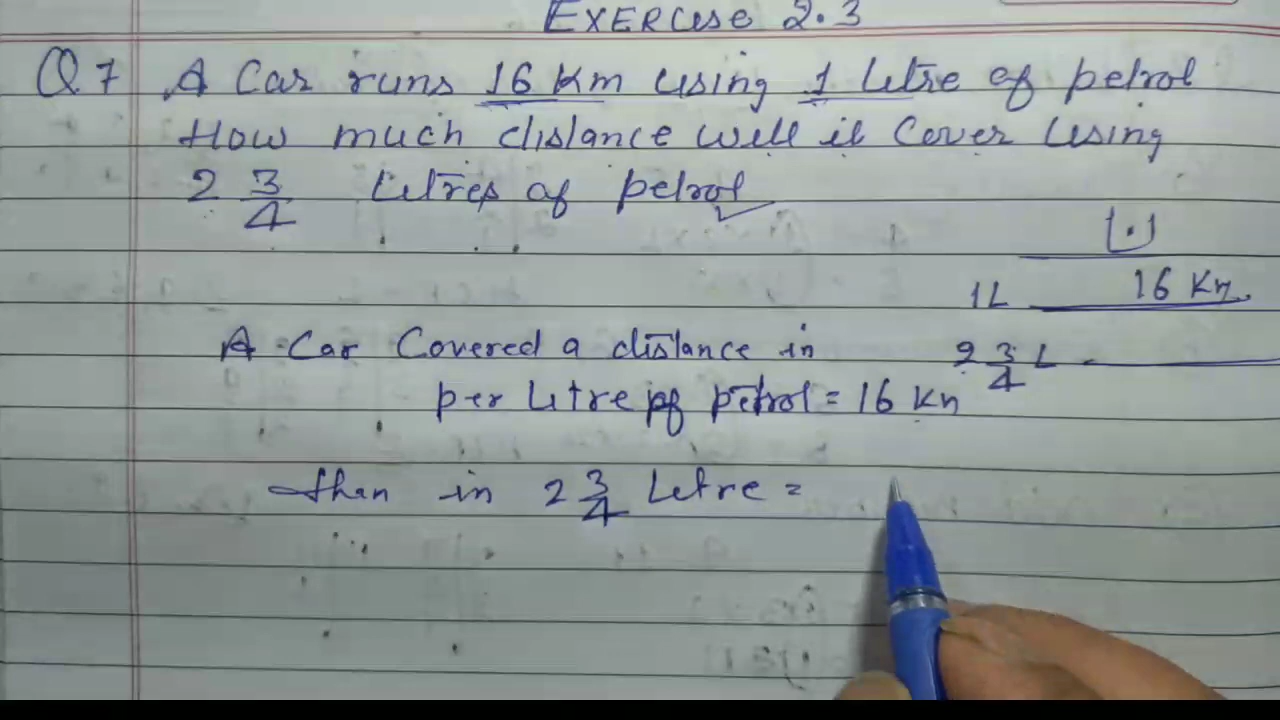 EXERCISE 2.3
Q7 A Car runs 16 Km using 1 Litre of petrol
How much distance will it Cover using
2 3/4 Litres of petrol
1L 16 Km
A Car Covered a distance in
2 3/4 L
per Litre of petrol = 16 Km
than in 2 3/4 Litre =